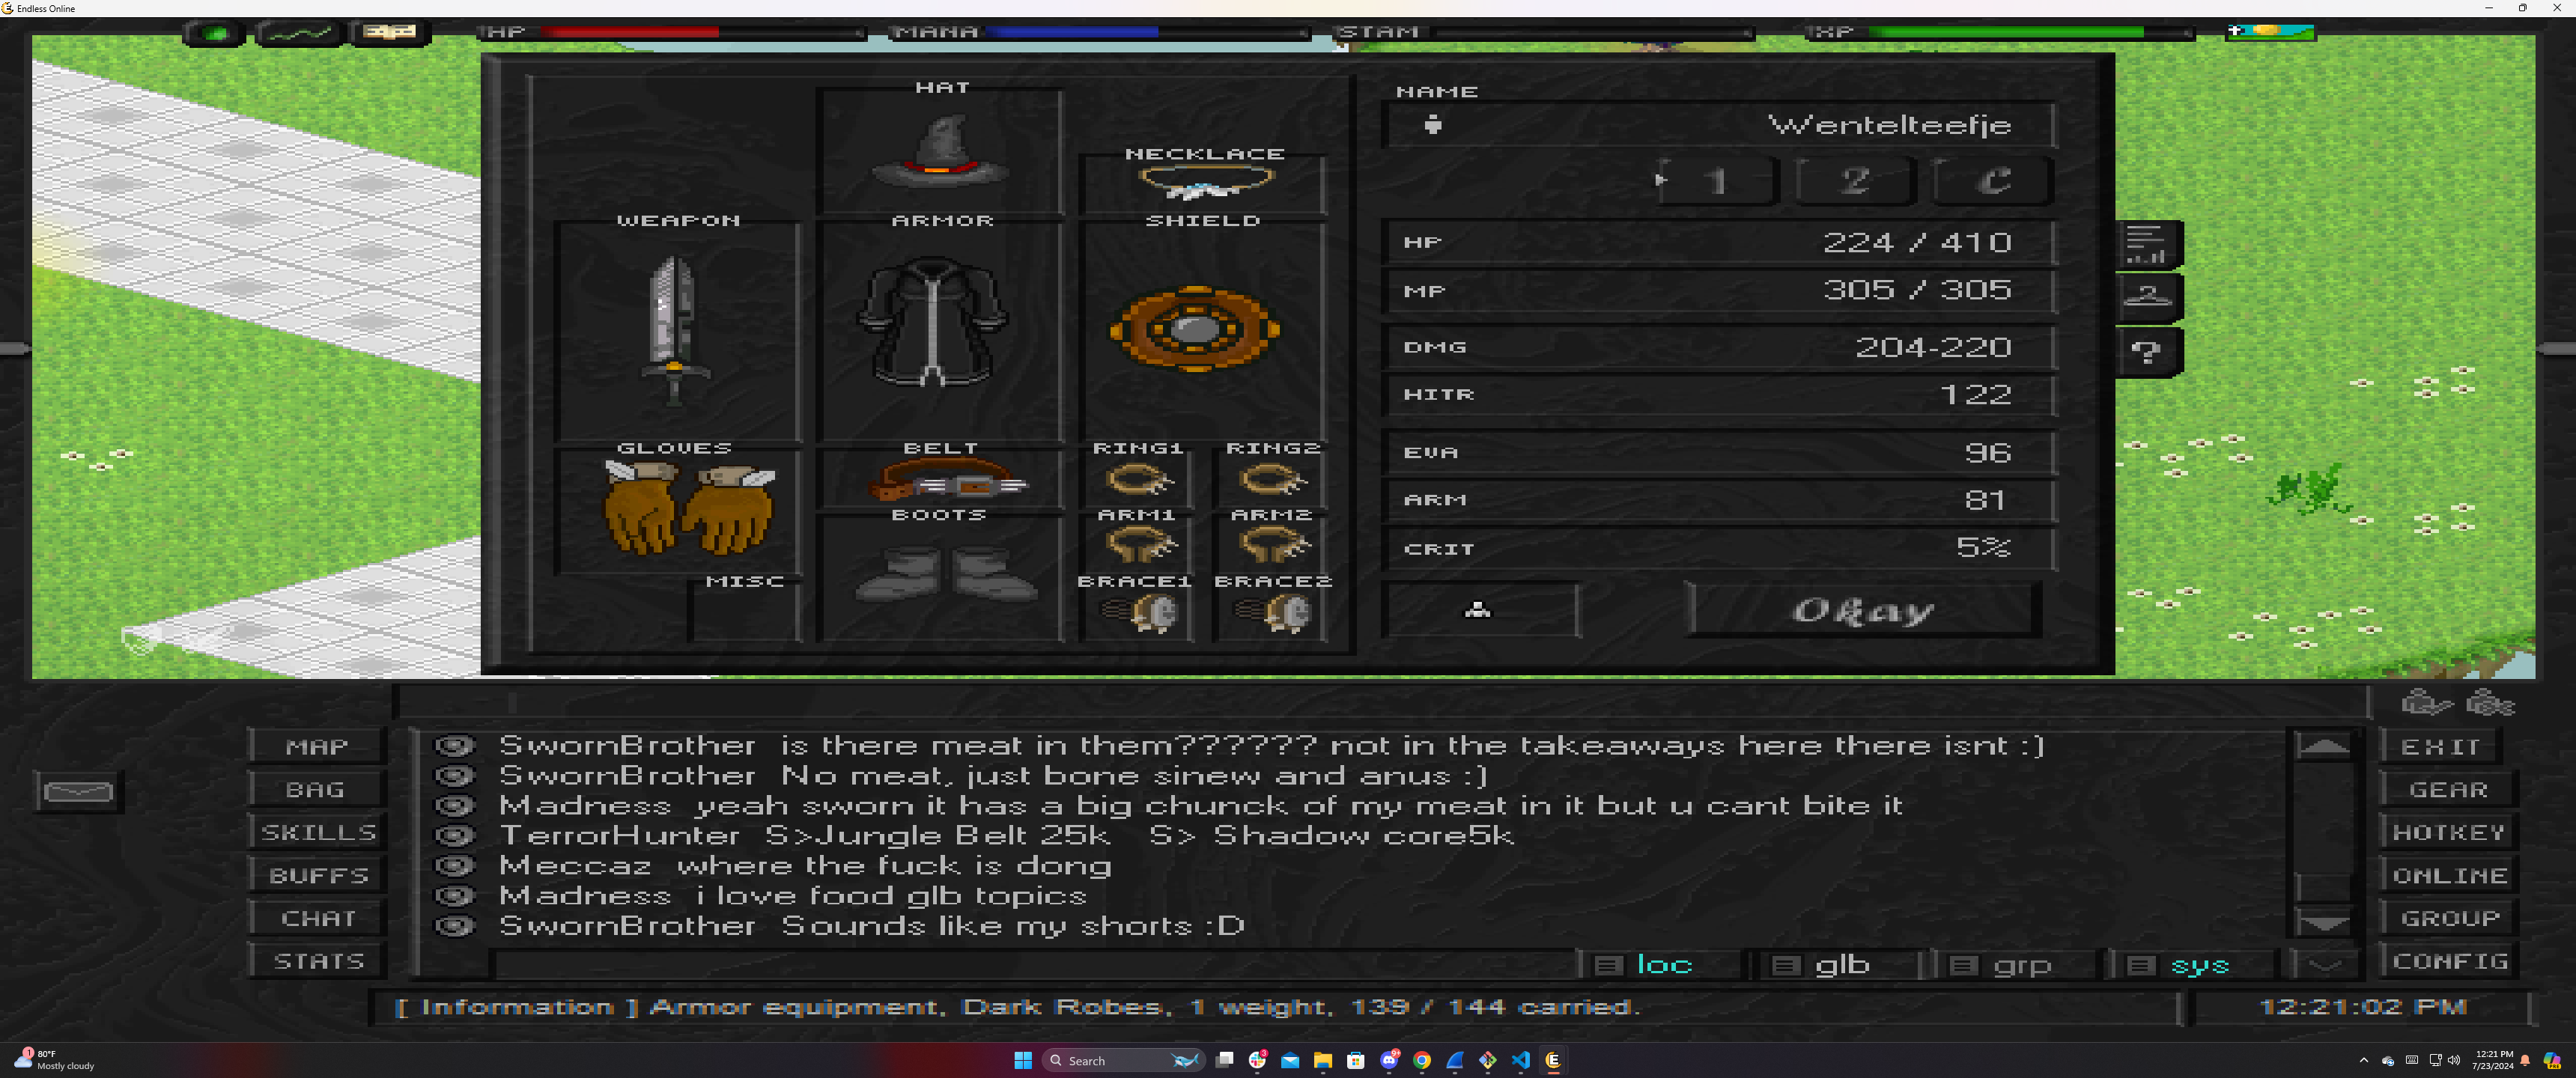 Endless Online
HP MANA STAM XP
HAT
NECKLACE
WEAPON ARMOR SHIELD
GLOVES BELT RING1 RING2
BOOTS ARM1 ARM2
MISC BRACE1 BRACE2
NAME
Wentelteefje
1 2 C
HP 224 / 410
MP 305 / 305
DMG 204-220
HITR 122
EVA 96
ARM 81
CRIT 5%
Okay
?
MAP
BAG
SKILLS
BUFFS
CHAT
STATS
SwornBrother is there meat in them?????? not in the takeaways here there isnt :)
SwornBrother No meat, just bone sinew and anus :)
Madness yeah sworn it has a big chunck of my meat in it but u cant bite it
TerrorHunter S>Jungle Belt 25k S> Shadow core5k
Meccaz where the fuck is dong
Madness i love food glb topics
SwornBrother Sounds like my shorts :D
loc glb grp sys
EXIT
GEAR
HOTKEY
ONLINE
GROUP
CONFIG
[ Information ] Armor equipment, Dark Robes, 1 weight, 139 / 144 carried.
12:21:02 PM
1
80°F
Mostly cloudy
Search
3
9+
12:21 PM
7/23/2024